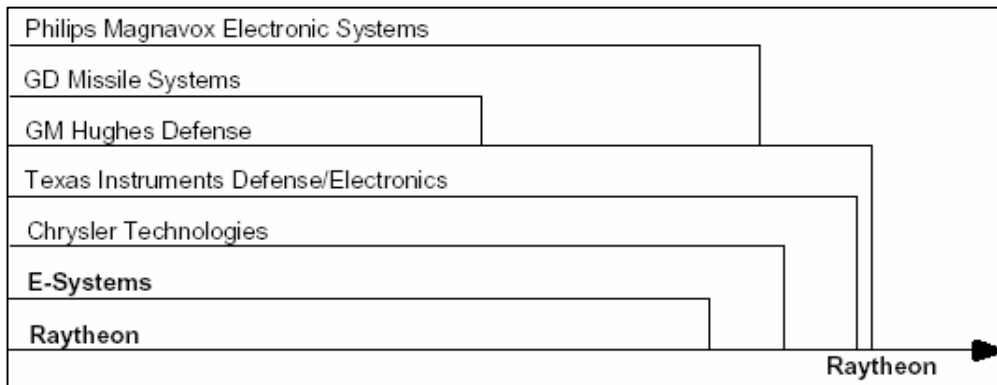 Philips Magnavox Electronic Systems
GD Missile Systems
GM Hughes Defense
Texas Instruments Defense/Electronics
Chrysler Technologies
E-Systems
Raytheon
Raytheon